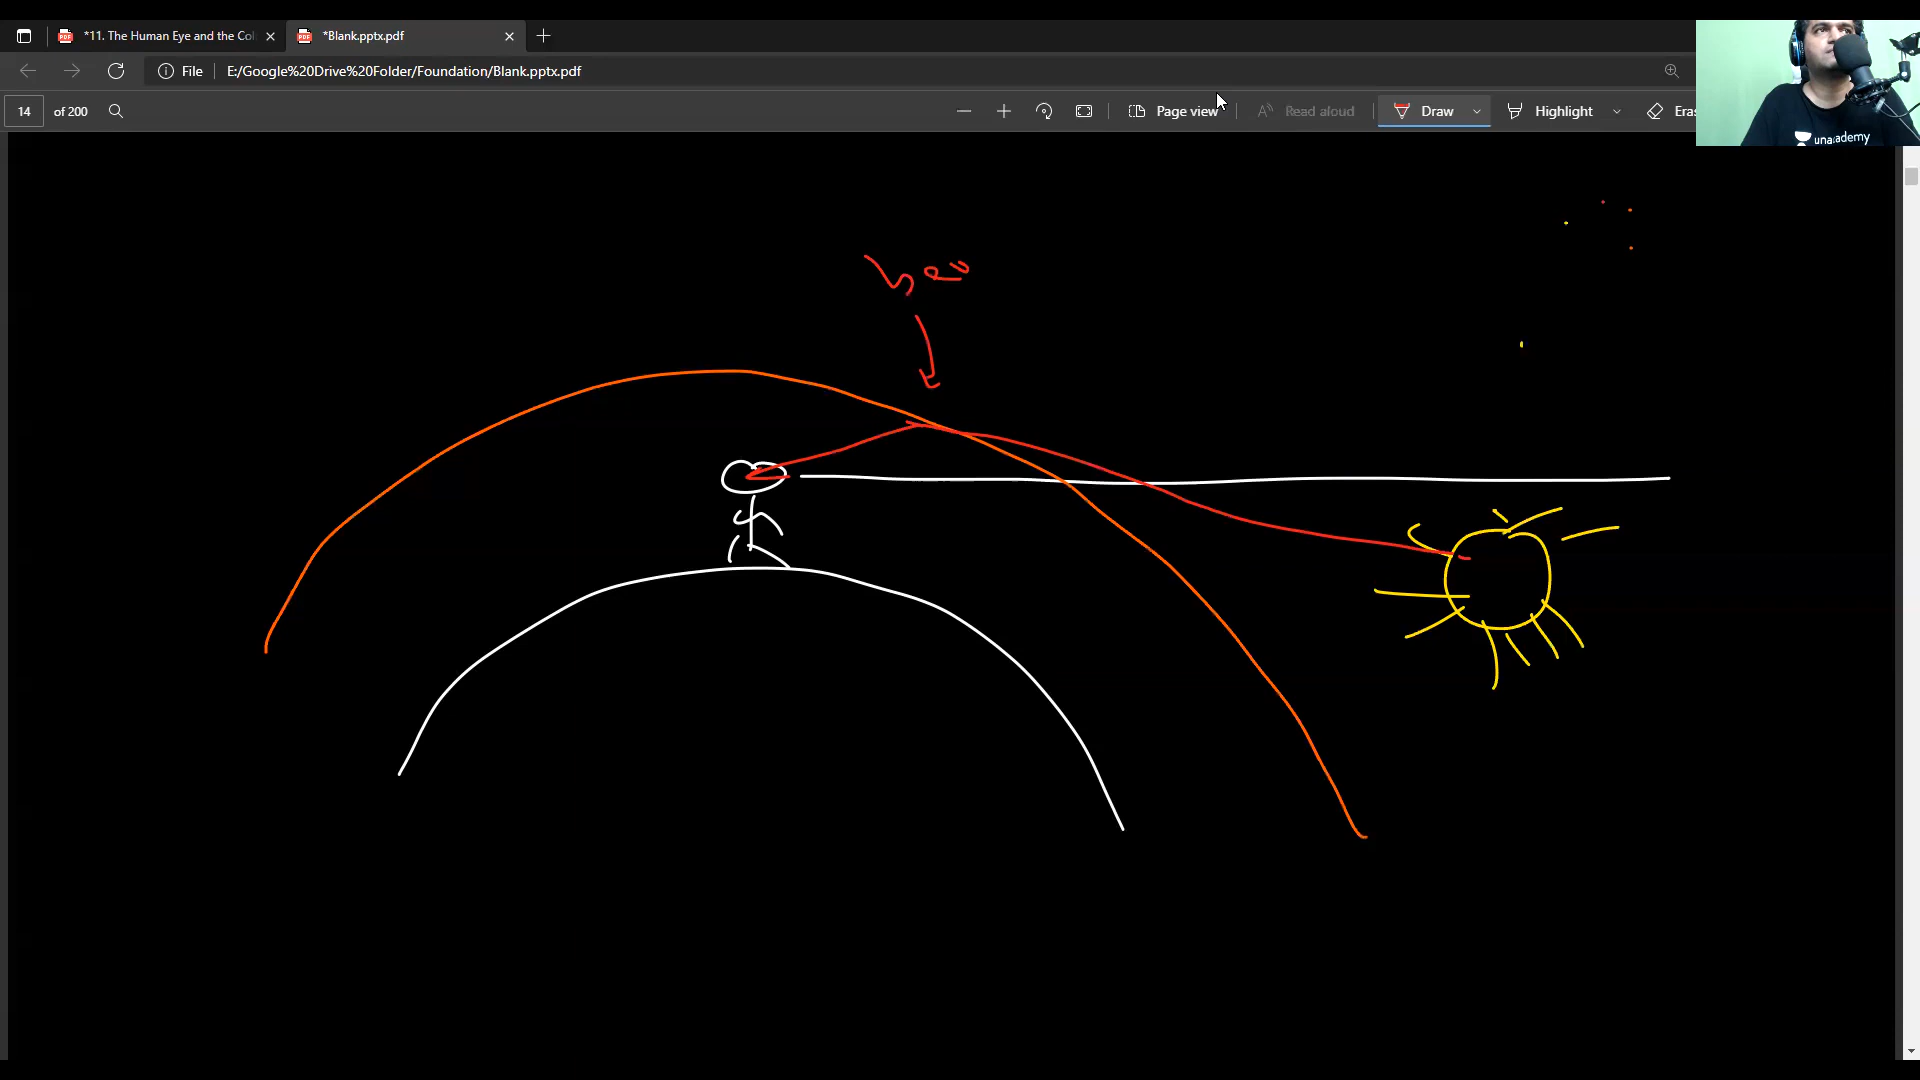 *11. The Human Eye and the Col
*Blank.pptx.pdf
File
E:/Google%20Drive%20Folder/Foundation/Blank.pptx.pdf
14 of 200
Page view
Read aloud
Draw
Highlight
Eras
unacademy